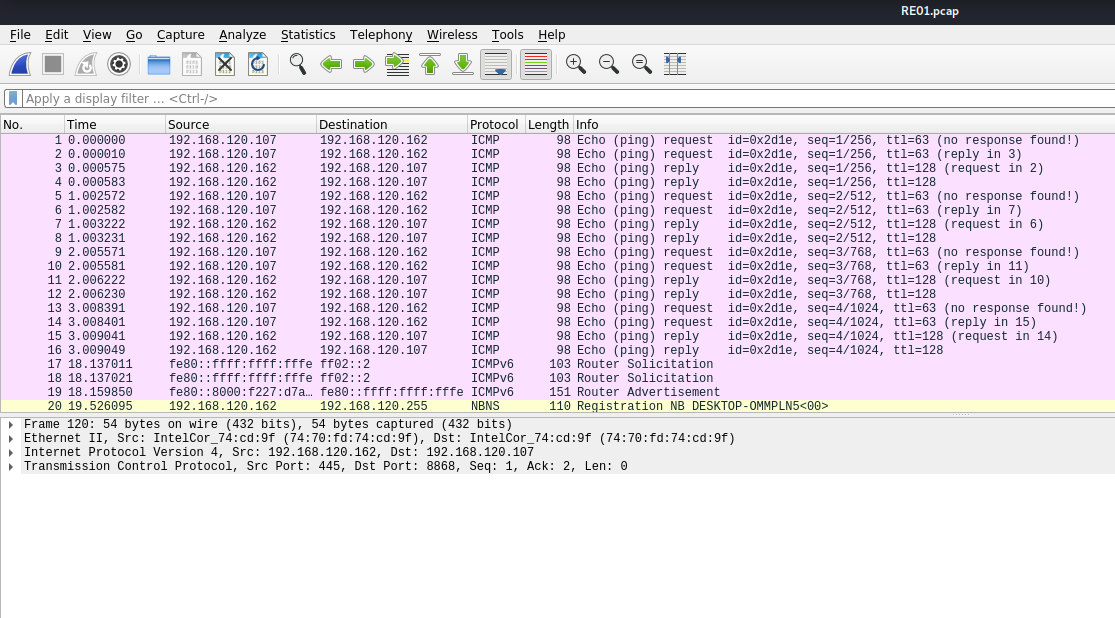 RE01.pcap
File Edit View Go Capture Analyze Statistics Telephony Wireless Tools Help
Apply a display filter … <Ctrl-/>
No. Time Source Destination Protocol Length Info
1 0.000000 192.168.120.107 192.168.120.162 ICMP 98 Echo (ping) request id=0x2d1e, seq=1/256, ttl=63 (no response found!)
2 0.000010 192.168.120.107 192.168.120.162 ICMP 98 Echo (ping) request id=0x2d1e, seq=1/256, ttl=63 (reply in 3)
3 0.000575 192.168.120.162 192.168.120.107 ICMP 98 Echo (ping) reply id=0x2d1e, seq=1/256, ttl=128 (request in 2)
4 0.000583 192.168.120.162 192.168.120.107 ICMP 98 Echo (ping) reply id=0x2d1e, seq=1/256, ttl=128
5 1.002572 192.168.120.107 192.168.120.162 ICMP 98 Echo (ping) request id=0x2d1e, seq=2/512, ttl=63 (no response found!)
6 1.002582 192.168.120.107 192.168.120.162 ICMP 98 Echo (ping) request id=0x2d1e, seq=2/512, ttl=63 (reply in 7)
7 1.003222 192.168.120.162 192.168.120.107 ICMP 98 Echo (ping) reply id=0x2d1e, seq=2/512, ttl=128 (request in 6)
8 1.003231 192.168.120.162 192.168.120.107 ICMP 98 Echo (ping) reply id=0x2d1e, seq=2/512, ttl=128
9 2.005571 192.168.120.107 192.168.120.162 ICMP 98 Echo (ping) request id=0x2d1e, seq=3/768, ttl=63 (no response found!)
10 2.005581 192.168.120.107 192.168.120.162 ICMP 98 Echo (ping) request id=0x2d1e, seq=3/768, ttl=63 (reply in 11)
11 2.006222 192.168.120.162 192.168.120.107 ICMP 98 Echo (ping) reply id=0x2d1e, seq=3/768, ttl=128 (request in 10)
12 2.006230 192.168.120.162 192.168.120.107 ICMP 98 Echo (ping) reply id=0x2d1e, seq=3/768, ttl=128
13 3.008391 192.168.120.107 192.168.120.162 ICMP 98 Echo (ping) request id=0x2d1e, seq=4/1024, ttl=63 (no response found!)
14 3.008401 192.168.120.107 192.168.120.162 ICMP 98 Echo (ping) request id=0x2d1e, seq=4/1024, ttl=63 (reply in 15)
15 3.009041 192.168.120.162 192.168.120.107 ICMP 98 Echo (ping) reply id=0x2d1e, seq=4/1024, ttl=128 (request in 14)
16 3.009049 192.168.120.162 192.168.120.107 ICMP 98 Echo (ping) reply id=0x2d1e, seq=4/1024, ttl=128
17 18.137011 fe80::ffff:ffff:fffe ff02::2 ICMPv6 103 Router Solicitation
18 18.137021 fe80::ffff:ffff:fffe ff02::2 ICMPv6 103 Router Solicitation
19 18.159850 fe80::8000:f227:d7a… fe80::ffff:ffff:fffe ICMPv6 151 Router Advertisement
20 19.526095 192.168.120.162 192.168.120.255 NBNS 110 Registration NB DESKTOP-OMMPLN5<00>
Frame 120: 54 bytes on wire (432 bits), 54 bytes captured (432 bits)
Ethernet II, Src: IntelCor_74:cd:9f (74:70:fd:74:cd:9f), Dst: IntelCor_74:cd:9f (74:70:fd:74:cd:9f)
Internet Protocol Version 4, Src: 192.168.120.162, Dst: 192.168.120.107
Transmission Control Protocol, Src Port: 445, Dst Port: 8868, Seq: 1, Ack: 2, Len: 0